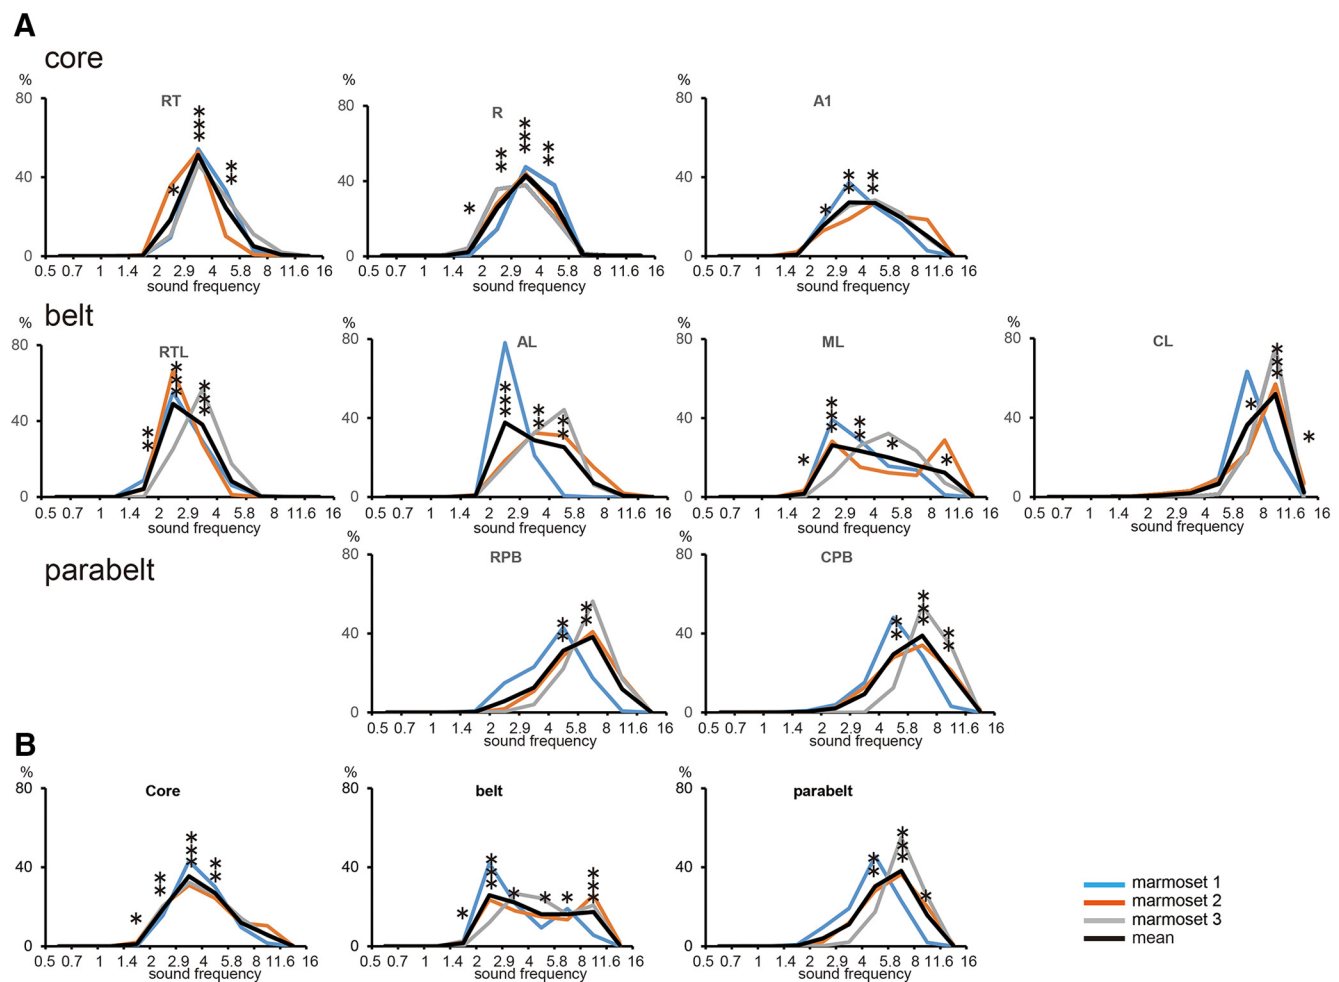 A
core
% RT
80
***
**
*
40
0
0.5 0.7 1 1.4 2 2.9 4 5.8 8 11.6 16
sound frequency
% R
80
***
**
**
*
40
0
0.5 0.7 1 1.4 2 2.9 4 5.8 8 11.6 16
sound frequency
% A1
80
**
**
*
40
0
0.5 0.7 1 1.4 2 2.9 4 5.8 8 11.6 16
sound frequency
belt
% RTL
80
***
***
**
40
0
0.5 0.7 1 1.4 2 2.9 4 5.8 8 11.6 16
sound frequency
% AL
80
***
**
**
40
0
0.5 0.7 1 1.4 2 2.9 4 5.8 8 11.6 16
sound frequency
% ML
80
***
**
*
*
*
40
0
0.5 0.7 1 1.4 2 2.9 4 5.8 8 11.6 16
sound frequency
% CL
80
***
*
*
40
0
0.5 0.7 1 1.4 2 2.9 4 5.8 8 11.6 16
sound frequency
parabelt
% RPB
80
**
**
40
0
0.5 0.7 1 1.4 2 2.9 4 5.8 8 11.6 16
sound frequency
% CPB
80
***
**
**
40
0
0.5 0.7 1 1.4 2 2.9 4 5.8 8 11.6 16
sound frequency
B
% Core
80
***
**
**
*
40
0
0.5 0.7 1 1.4 2 2.9 4 5.8 8 11.6 16
sound frequency
% belt
80
***
***
*
*
*
*
40
0
0.5 0.7 1 1.4 2 2.9 4 5.8 8 11.6 16
sound frequency
% parabelt
80
***
**
*
40
0
0.5 0.7 1 1.4 2 2.9 4 5.8 8 11.6 16
sound frequency
marmoset 1
marmoset 2
marmoset 3
mean